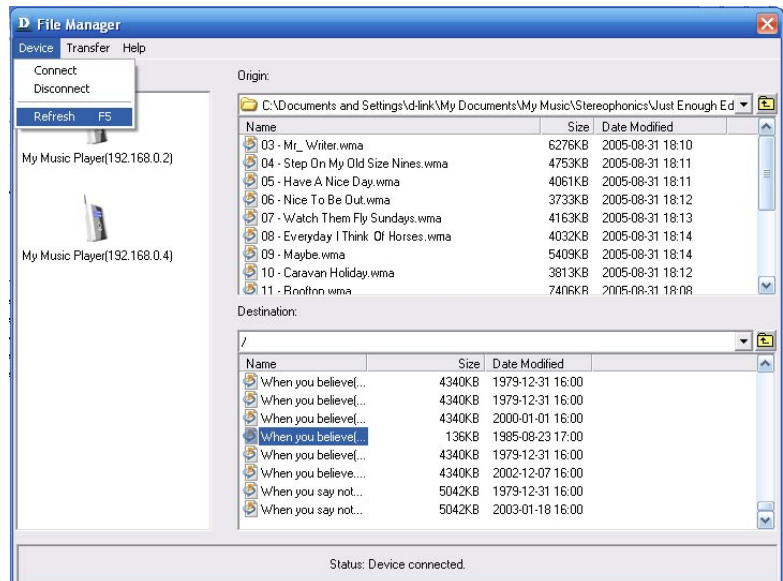 D File Manager
Device Transfer Help
Connect
Disconnect
Refresh F5
My Music Player(192.168.0.2)
My Music Player(192.168.0.4)
Origin:
C:\Documents and Settings\d-link\My Documents\My Music\Stereophonics\Just Enough Ed
Name Size Date Modified
03 - Mr_ Writer.wma 6276KB 2005-08-31 18:10
04 - Step On My Old Size Nines.wma 4753KB 2005-08-31 18:11
05 - Have A Nice Day.wma 4061KB 2005-08-31 18:11
06 - Nice To Be Out.wma 3733KB 2005-08-31 18:12
07 - Watch Them Fly Sundays.wma 4163KB 2005-08-31 18:13
08 - Everyday I Think Of Horses.wma 4032KB 2005-08-31 18:14
09 - Maybe.wma 5409KB 2005-08-31 18:14
10 - Caravan Holiday.wma 3813KB 2005-08-31 18:12
11 - Rooftop.wma 7406KB 2005-08-31 18:08
Destination:
/
Name Size Date Modified
When you believe(... 4340KB 1979-12-31 16:00
When you believe(... 4340KB 1979-12-31 16:00
When you believe(... 4340KB 2000-01-01 16:00
When you believe(... 136KB 1985-08-23 17:00
When you believe(... 4340KB 1979-12-31 16:00
When you believe.... 4340KB 2002-12-07 16:00
When you say not... 5042KB 1979-12-31 16:00
When you say not... 5042KB 2003-01-18 16:00
Status: Device connected.